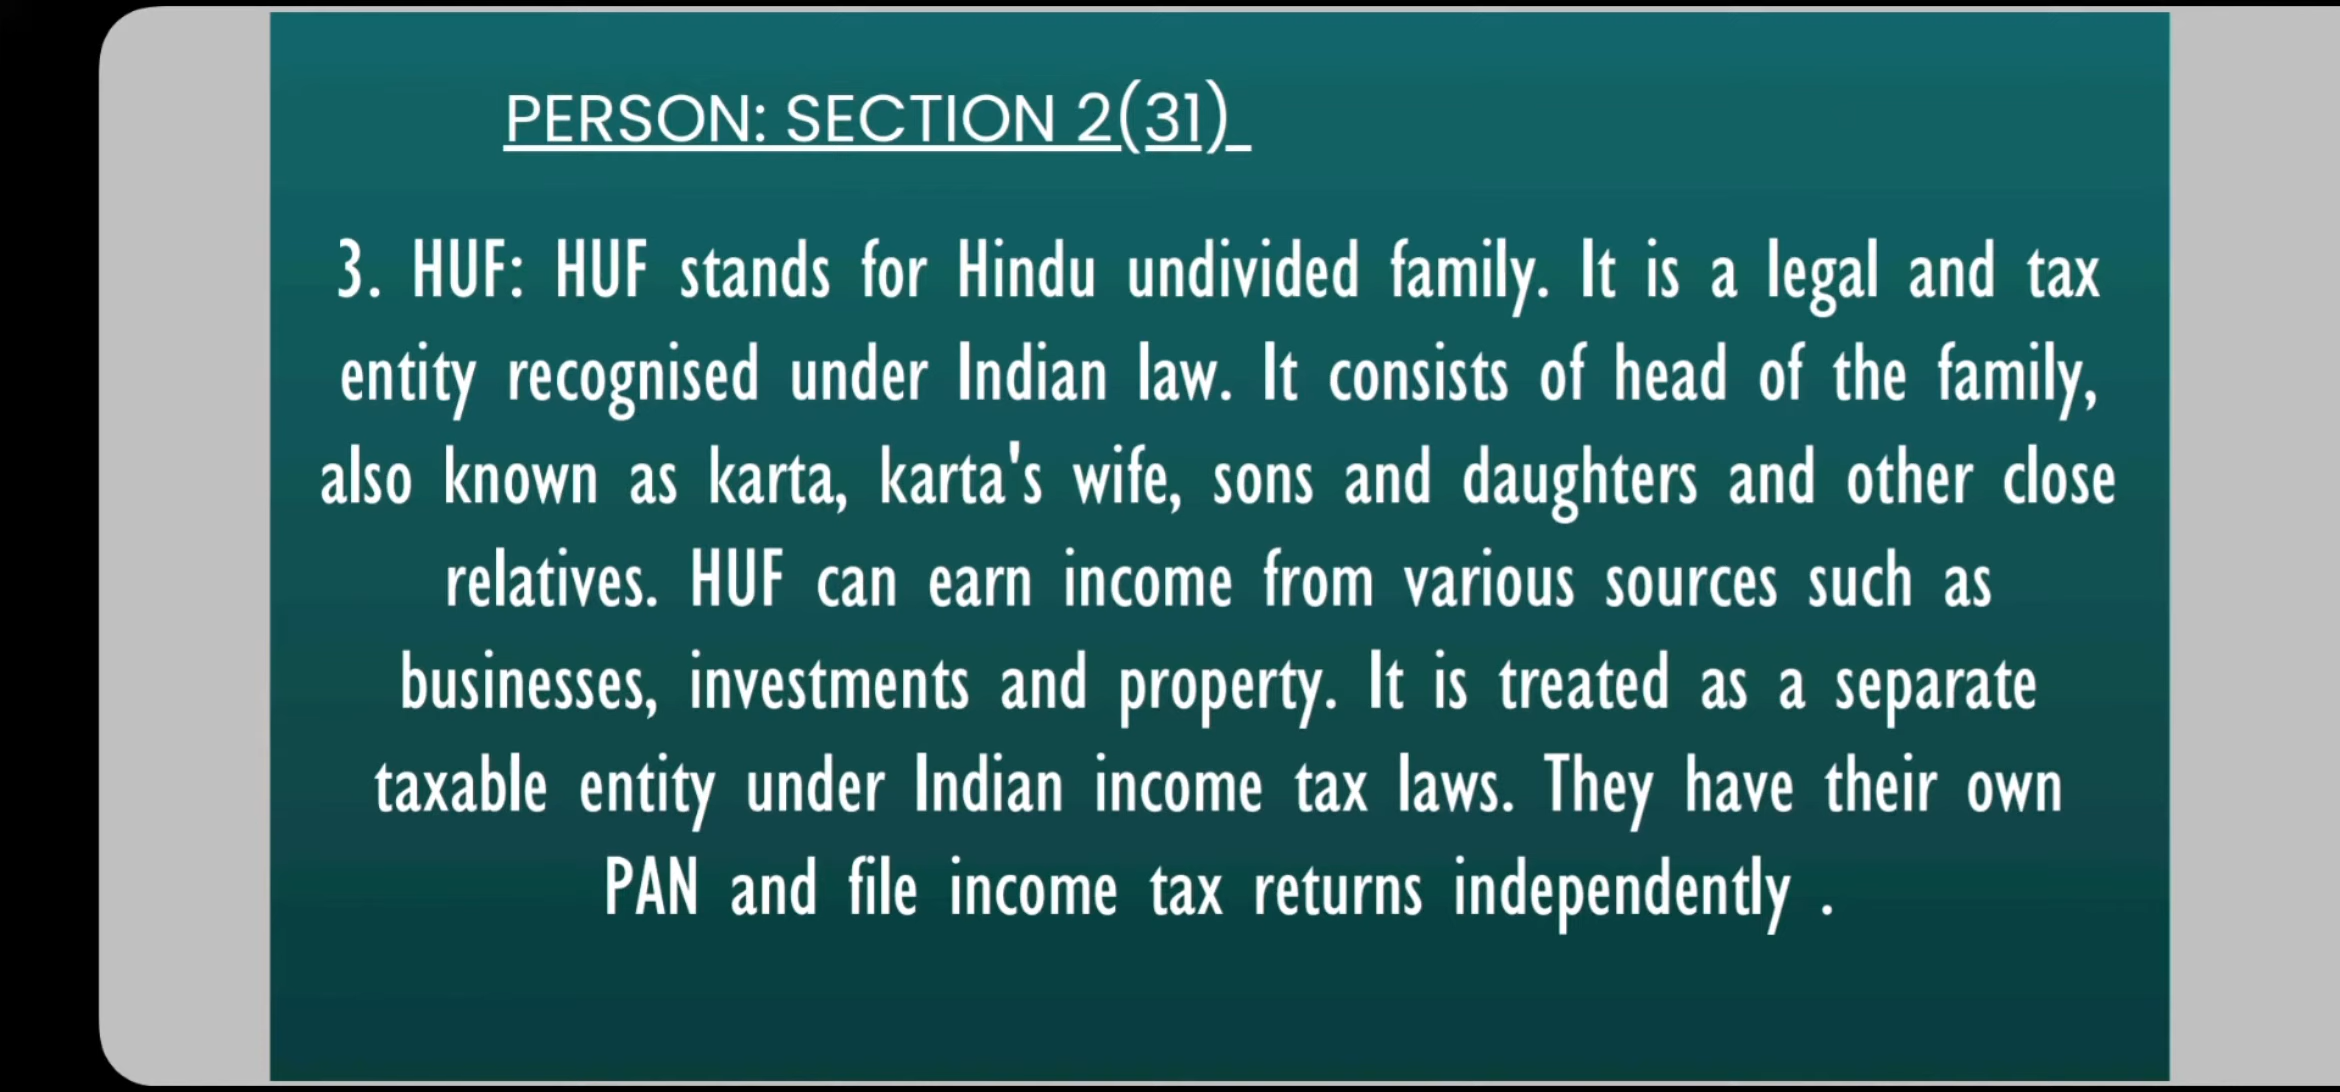 PERSON: SECTION 2(31)
3. HUF: HUF stands for Hindu undivided family. It is a legal and tax
entity recognised under Indian law. It consists of head of the family,
also known as karta, karta's wife, sons and daughters and other close
relatives. HUF can earn income from various sources such as
businesses, investments and property. It is treated as a separate
taxable entity under Indian income tax laws. They have their own
PAN and file income tax returns independently .